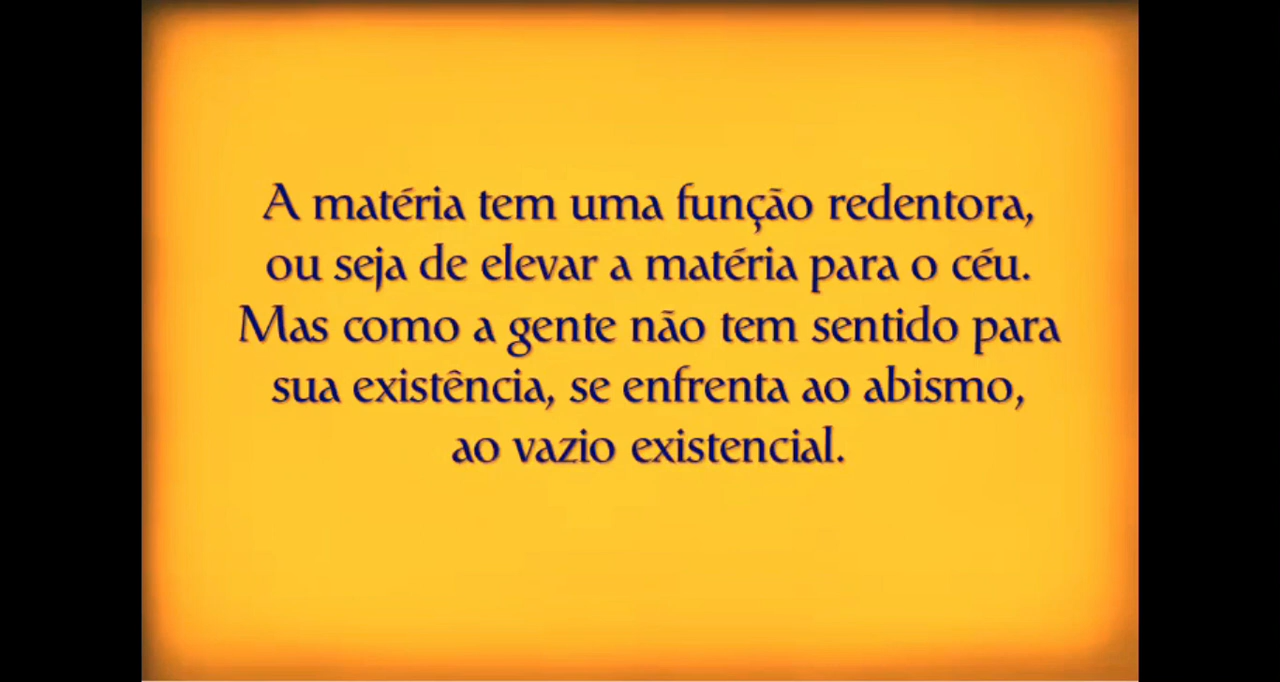 A matéria tem uma função redentora,
ou seja de elevar a matéria para o céu.
Mas como a gente não tem sentido para
sua existência, se enfrenta ao abismo,
ao vazio existencial.